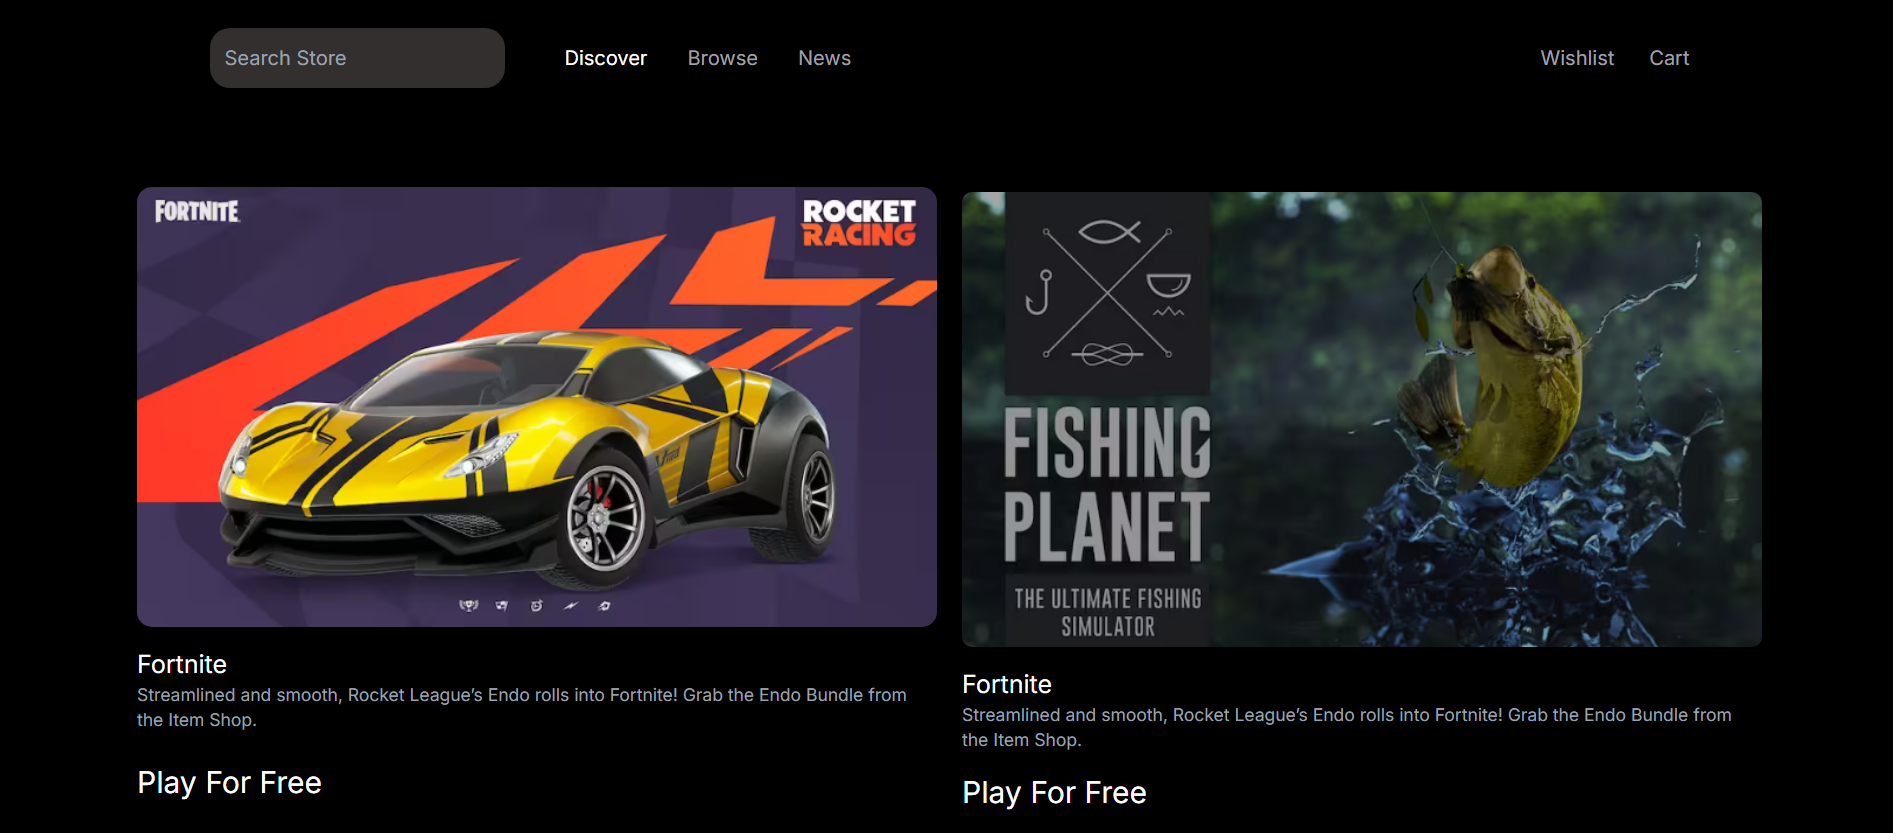 Search Store
Discover
Browse
News
Wishlist
Cart
FORTNITE
ROCKET
RACING
Fortnite
Streamlined and smooth, Rocket League’s Endo rolls into Fortnite! Grab the Endo Bundle from
the Item Shop.
Play For Free
FISHING
PLANET
THE ULTIMATE FISHING
SIMULATOR
Fortnite
Streamlined and smooth, Rocket League’s Endo rolls into Fortnite! Grab the Endo Bundle from
the Item Shop.
Play For Free